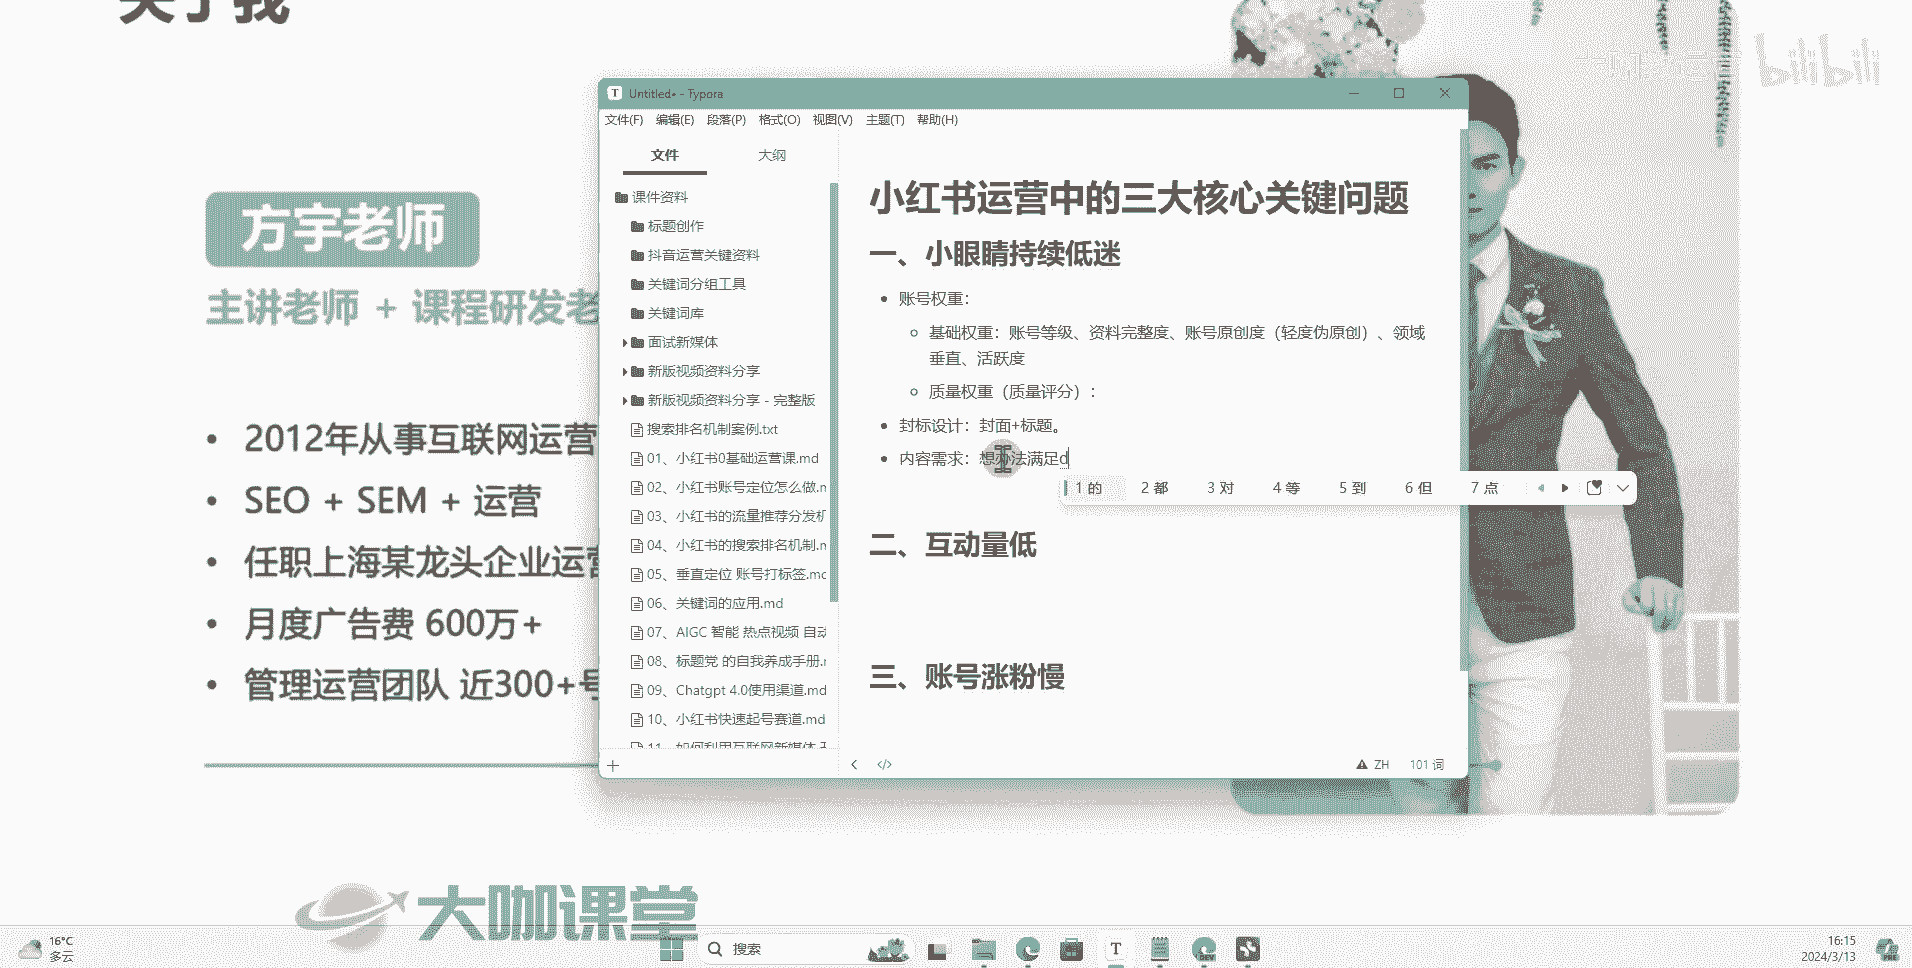 关于我
bilibili
方宇老师
主讲老师 + 课程研发老
2012年从事互联网运营
SEO + SEM + 运营
任职上海某龙头企业运营
月度广告费 600万+
管理运营团队 近300+号
Untitled• - Typora
文件(F) 编辑(E) 段落(P) 格式(O) 视图(V) 主题(T) 帮助(H)
文件 大纲
课件资料
标题创作
抖音运营关键资料
关键词分组工具
关键词库
面试新媒体
新版视频资料分享
新版视频资料分享 - 完整版
搜索排名机制案例.txt
01、小红书0基础运营课.md
02、小红书账号定位怎么做.m
03、小红书的流量推荐分发机
04、小红书的搜索排名机制.m
05、垂直定位 账号打标签.md
06、关键词的应用.md
07、AIGC 智能 热点视频 自动
08、标题党 的自我养成手册.m
09、Chatgpt 4.0使用渠道.md
10、小红书快速起号赛道.md
11、如何利用互联网新媒体
小红书运营中的三大核心关键问题
一、小眼睛持续低迷
账号权重：
基础权重：账号等级、资料完整度、账号原创度（轻度伪原创）、领域
垂直、活跃度
质量权重（质量评分）：
封标设计：封面+标题。
内容需求：想办法满足d
1 的 2 都 3 对 4 等 5 到 6 但 7 点
二、互动量低
三、账号涨粉慢
ZH 101 词
大咖课堂
16°C
多云
搜索
T
DEV
16:15
2024/3/13
PRE